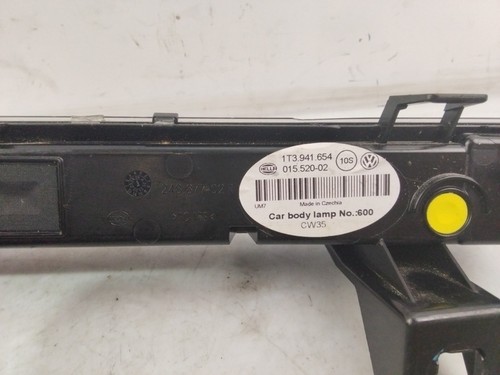 HELLA 1T3.941.654 10S
015.520-02
UM7 Made in Czechia
Car body lamp No.:600
CW35